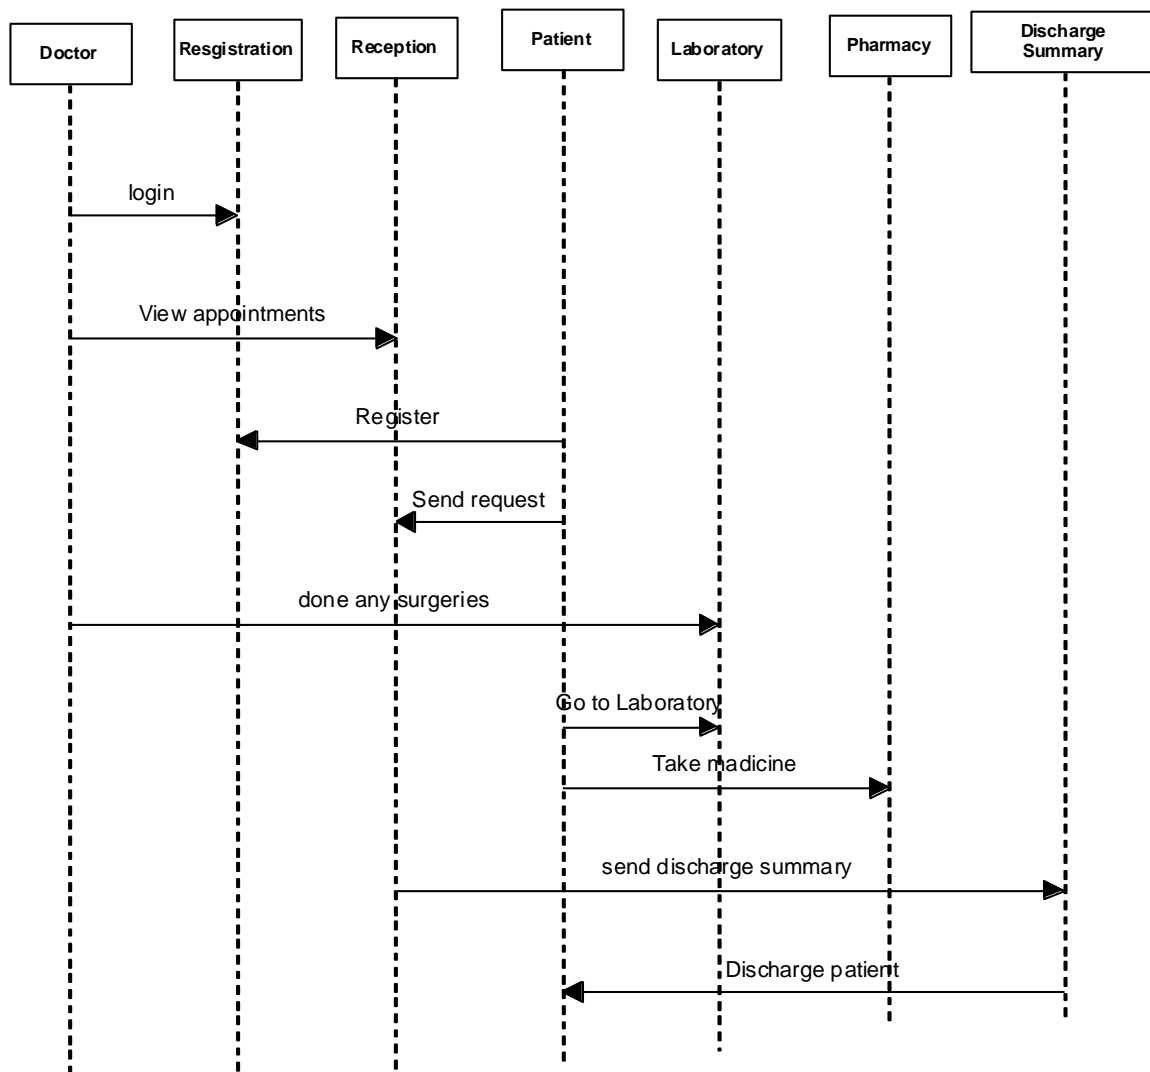 Doctor
Resgistration
Reception
Patient
Laboratory
Pharmacy
Discharge
Summary
login
View appointments
Register
Send request
done any surgeries
Go to Laboratory
Take madicine
send discharge summary
Discharge patient